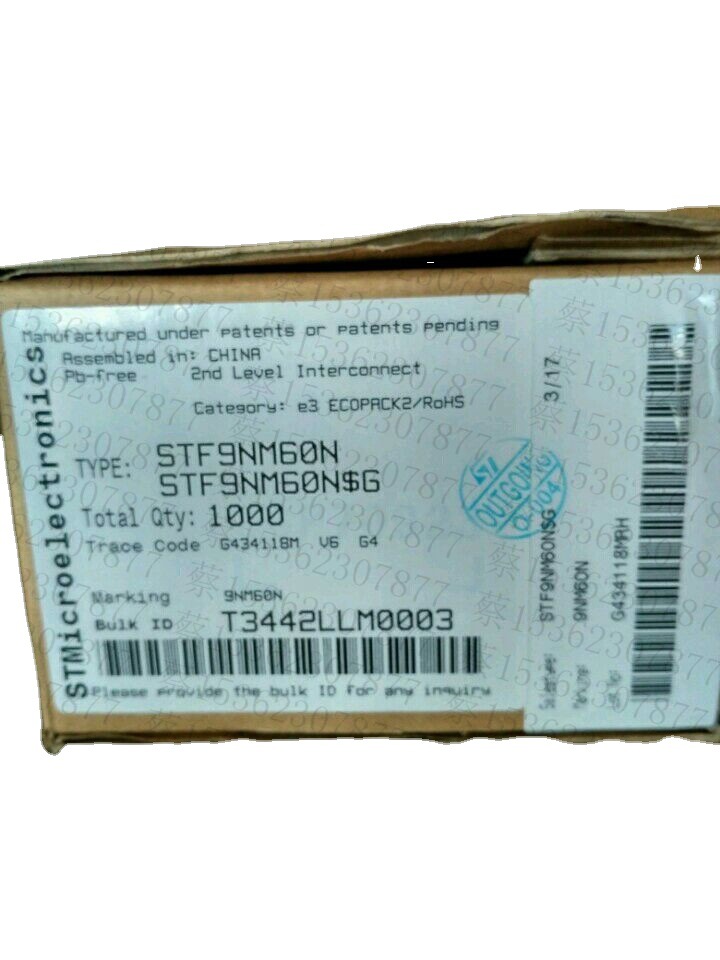 Manufactured under patents or patents pending
Assembled in: CHINA
Pb-free 2nd Level Interconnect
Category: e3 ECOPACK2/RoHS
STMicroelectronics
TYPE: STF9NM60N
STF9NM60N$G
Total Qty: 1000
Trace Code G434118M V6 G4
Marking 9NM60N
Bulk ID T3442LLM0003
Please provide the bulk ID for any inquiry
OUTGOING
3/17
STF9NM60N$G
9NM60N
G434118MRH
蔡 15362307877